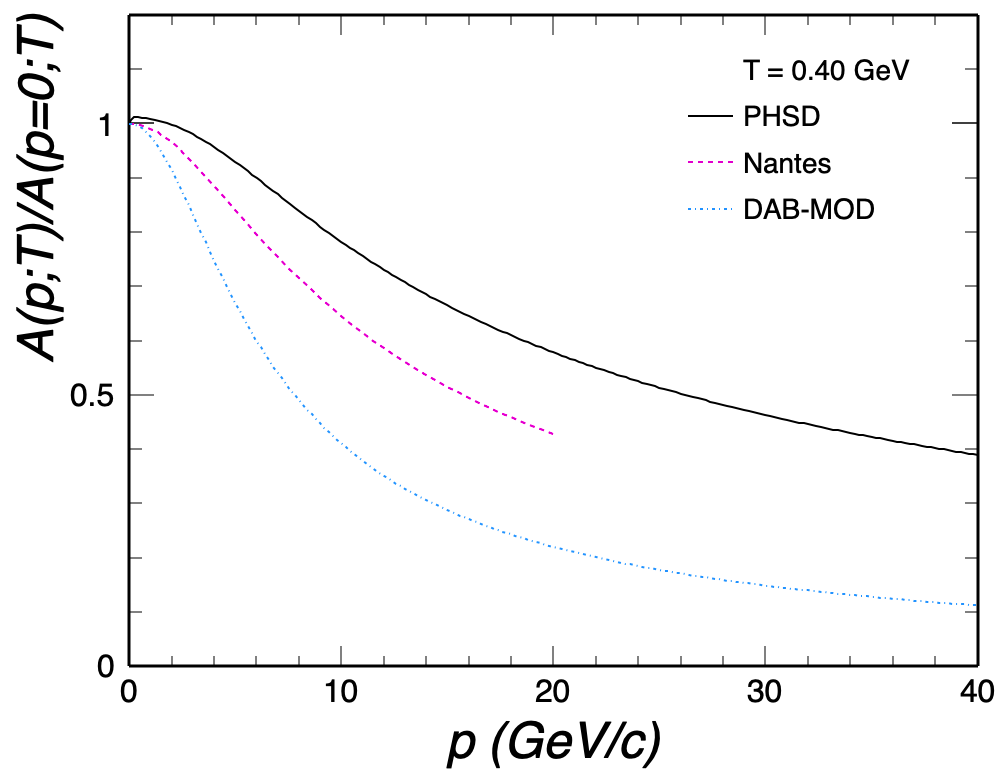 A(p;T)/A(p=0;T)
T = 0.40 GeV
PHSD
Nantes
DAB-MOD
1
0.5
0
0 10 20 30 40
p (GeV/c)